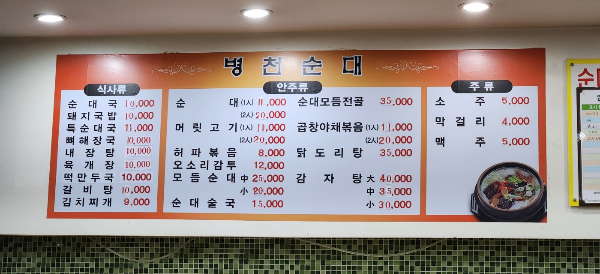 병천순대
식사류
순대국 10,000
돼지국밥 10,000
특순대국 11,000
뼈해장국 10,000
내장탕 10,000
육개장 10,000
떡만두국 10,000
갈비탕 10,000
김치찌개 9,000
안주류
순대 (1人) 11,000
(2人) 20,000
머릿고기 (1人) 11,000
(2人) 20,000
허파볶음 8,000
오소리감투 12,000
모듬순대 中 25,000
小 20,000
순대술국 15,000
순대모듬전골 35,000
곱창야채볶음 (1人) 11,000
(2人) 20,000
닭도리탕 35,000
감자탕 大 40,000
中 35,000
小 30,000
주류
소주 5,000
막걸리 4,000
맥주 5,000
순대